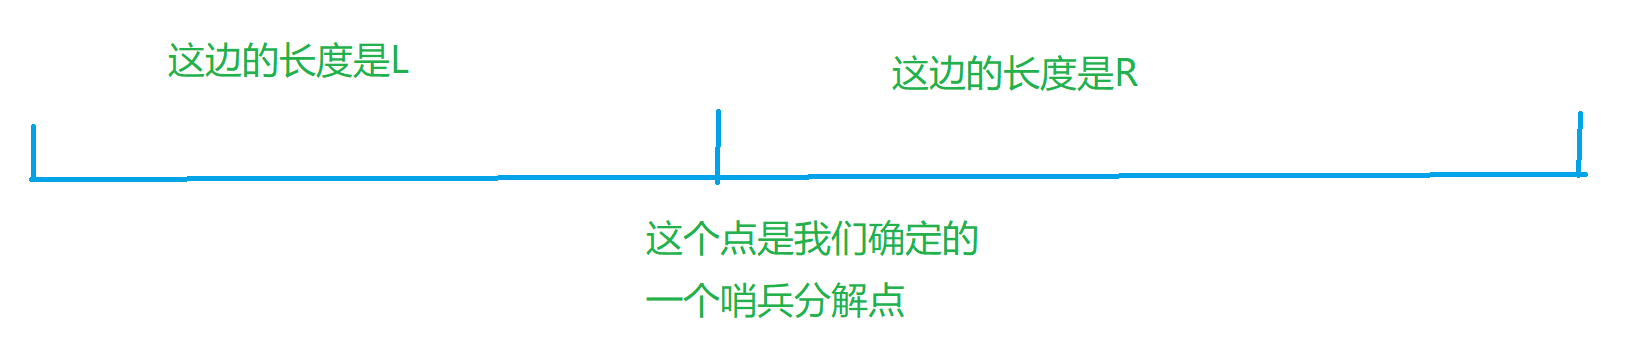 这边的长度是L
这边的长度是R
这个点是我们确定的
一个哨兵分解点